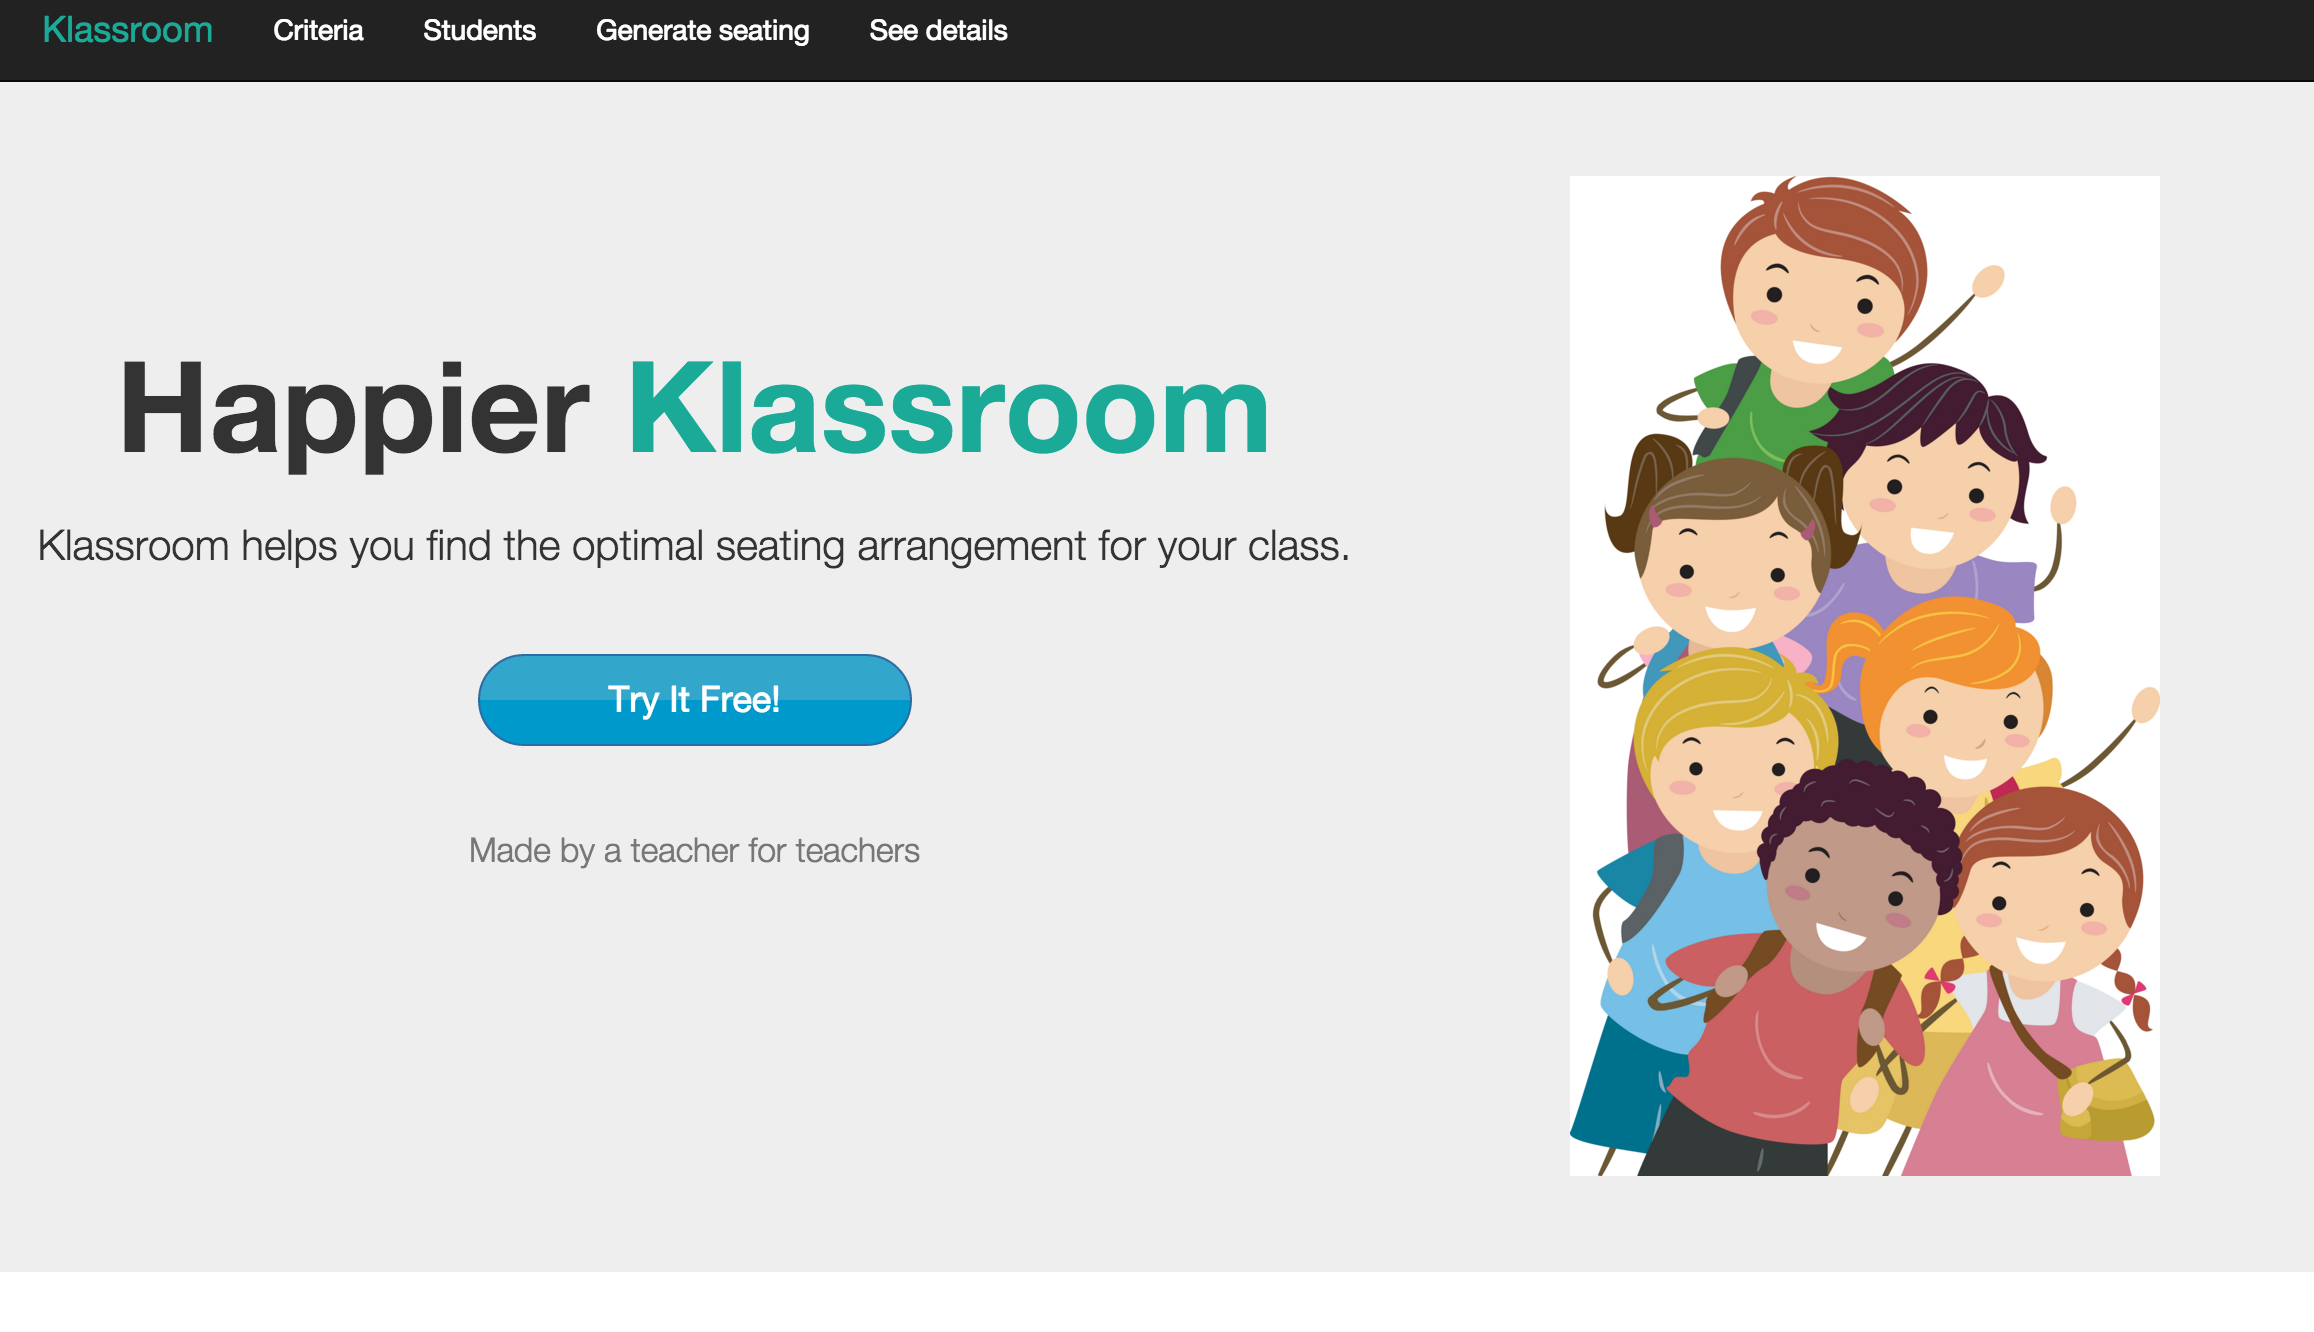 Klassroom Criteria Students Generate seating See details
Happier Klassroom
Klassroom helps you find the optimal seating arrangement for your class.
Try It Free!
Made by a teacher for teachers